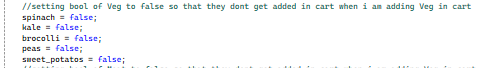 //setting bool of Veg to false so that they dont get added in cart when i am adding Veg in cart
spinach = false;
kale = false;
brocolli = false;
peas = false;
sweet_potatos = false;